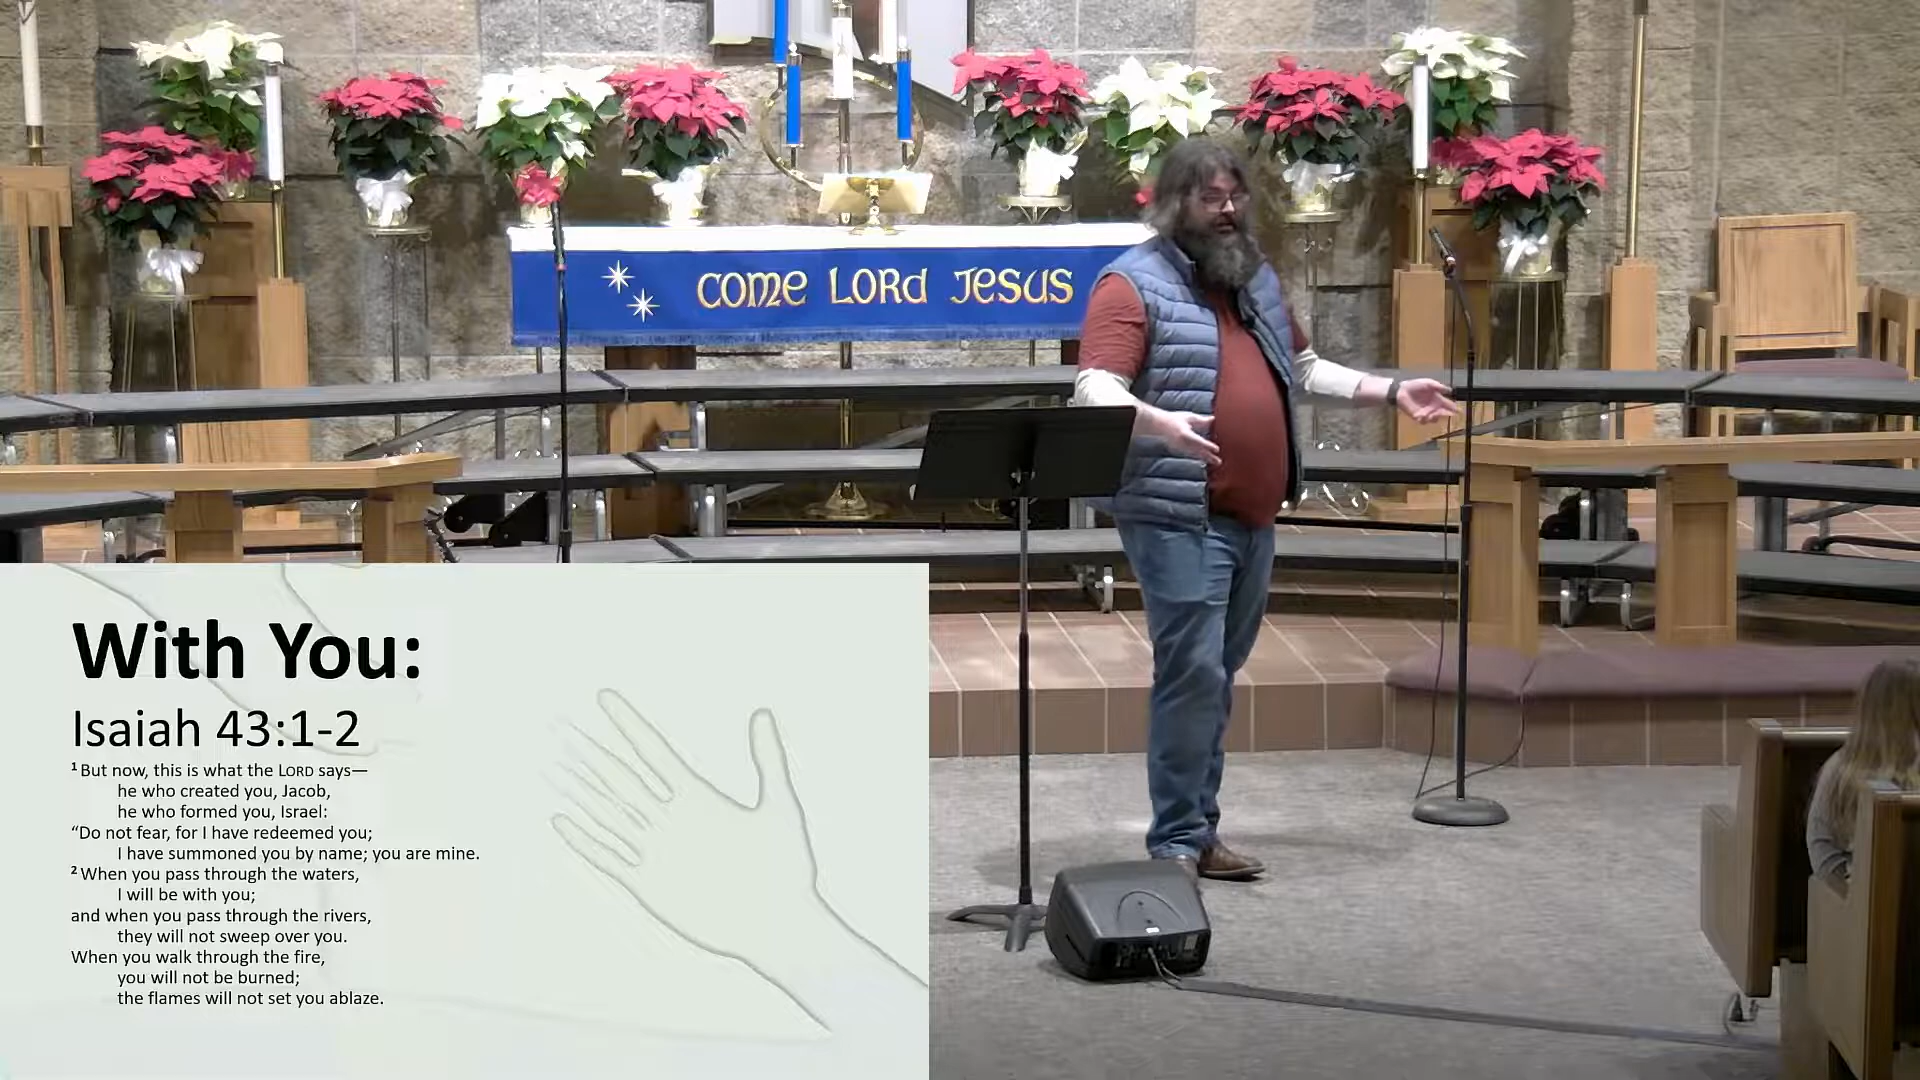 COME LORD JESUS
With You:
Isaiah 43:1-2
1 But now, this is what the LORD says—
he who created you, Jacob,
he who formed you, Israel:
“Do not fear, for I have redeemed you;
I have summoned you by name; you are mine.
2 When you pass through the waters,
I will be with you;
and when you pass through the rivers,
they will not sweep over you.
When you walk through the fire,
you will not be burned;
the flames will not set you ablaze.